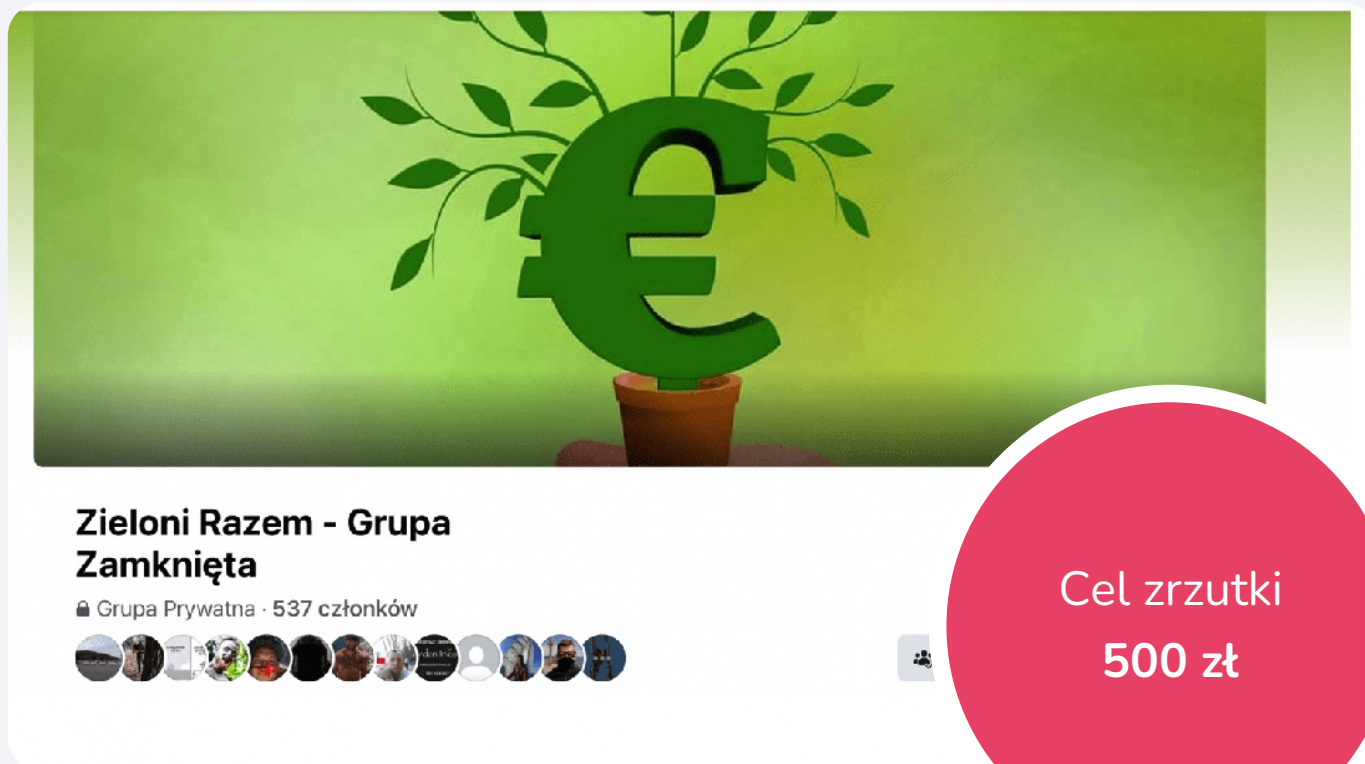 Zieloni Razem - Grupa
Zamknięta
Grupa Prywatna · 537 członków
Cel zrzutki
500 zł